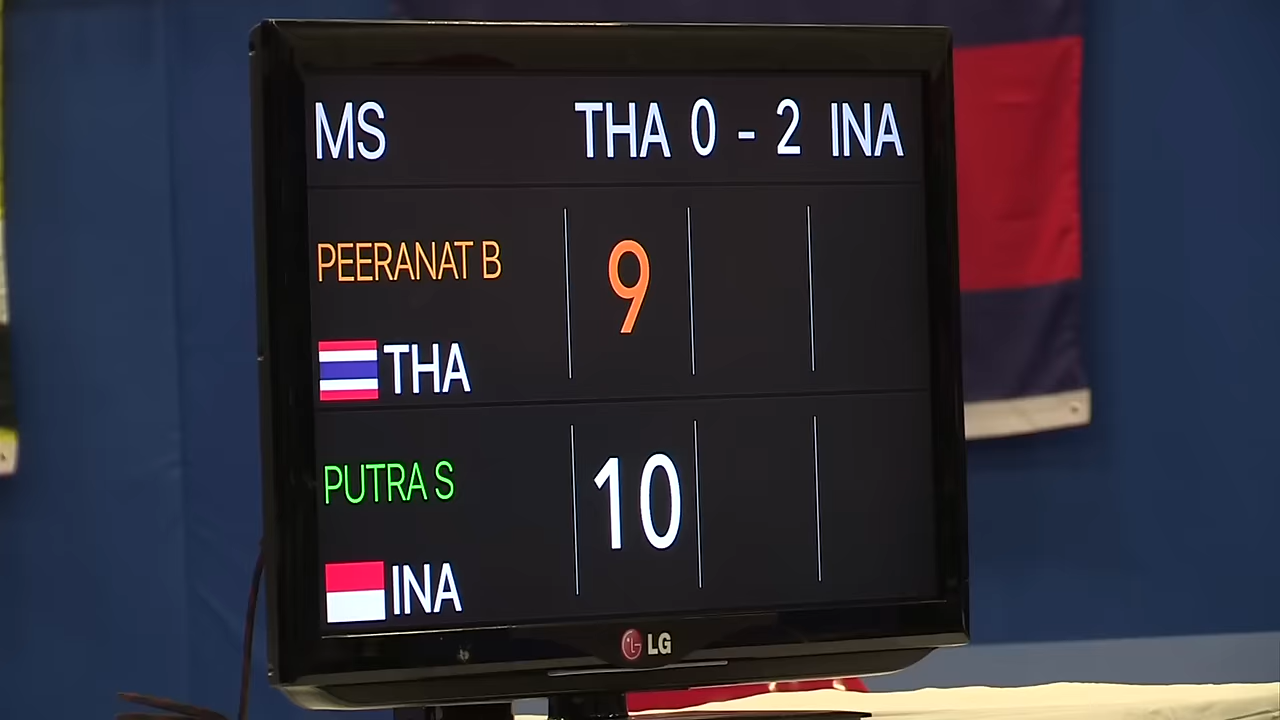 MS THA 0 - 2 INA
PEERANAT B 9
THA
PUTRA S 10
INA
LG